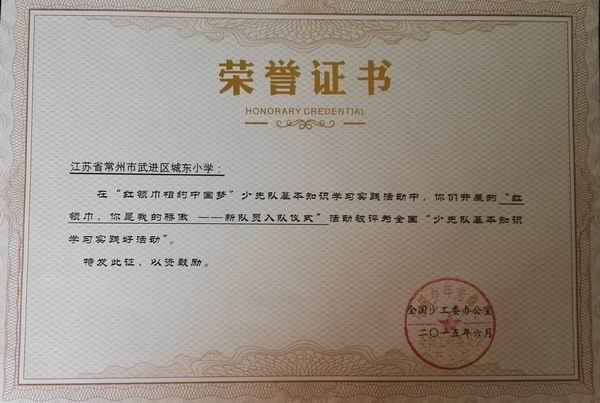 荣誉证书
HONORARY CREDENTIAL
江苏省常州市武进区城东小学：
在“红领巾相约中国梦”少先队基本知识学习实践活动中，你们开展的“红
领巾，你是我的骄傲 ——新队员入队仪式”活动被评为全国“少先队基本知识
学习实践好活动”。
特发此证，以资鼓励。
全国少工委办公室
二〇一五年六月